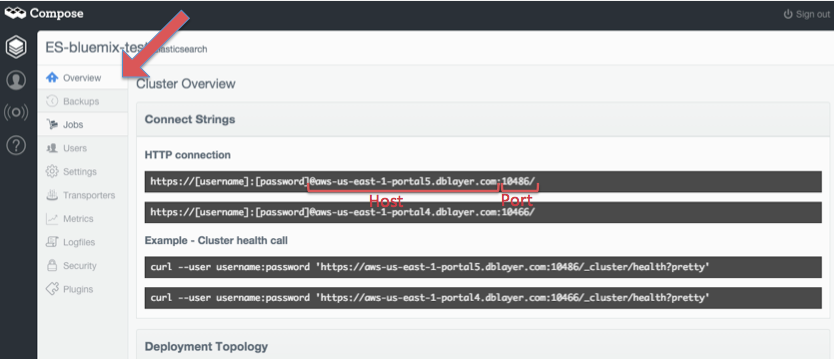 Compose
Sign out
ES-bluemix-test
Overview
Backups
Jobs
Users
Settings
Transporters
Metrics
Logfiles
Security
Plugins
Cluster Overview
Connect Strings
HTTP connection
https://[username]:[password]@aws-us-east-1-portal5.dblayer.com:10486/
Host Port
https://[username]:[password]@aws-us-east-1-portal4.dblayer.com:10466/
Example - Cluster health call
curl --user username:password 'https://aws-us-east-1-portal5.dblayer.com:10486/_cluster/health?pretty'
curl --user username:password 'https://aws-us-east-1-portal4.dblayer.com:10466/_cluster/health?pretty'
Deployment Topology